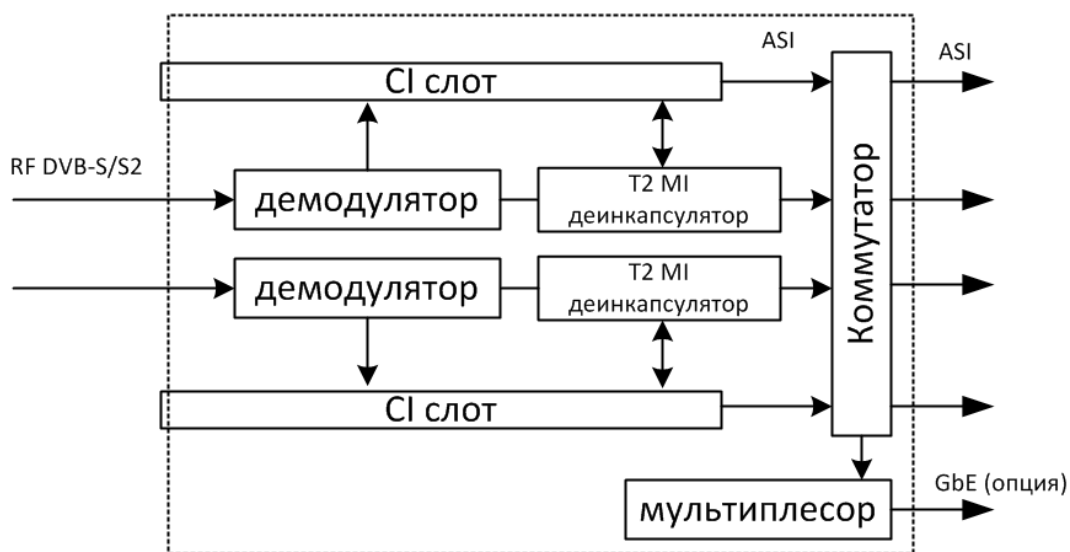 ASI
ASI
CI слот
RF DVB-S/S2
демодулятор
T2 MI
деинкапсулятор
Коммутатор
демодулятор
T2 MI
деинкапсулятор
CI слот
GbE (опция)
мультиплесор